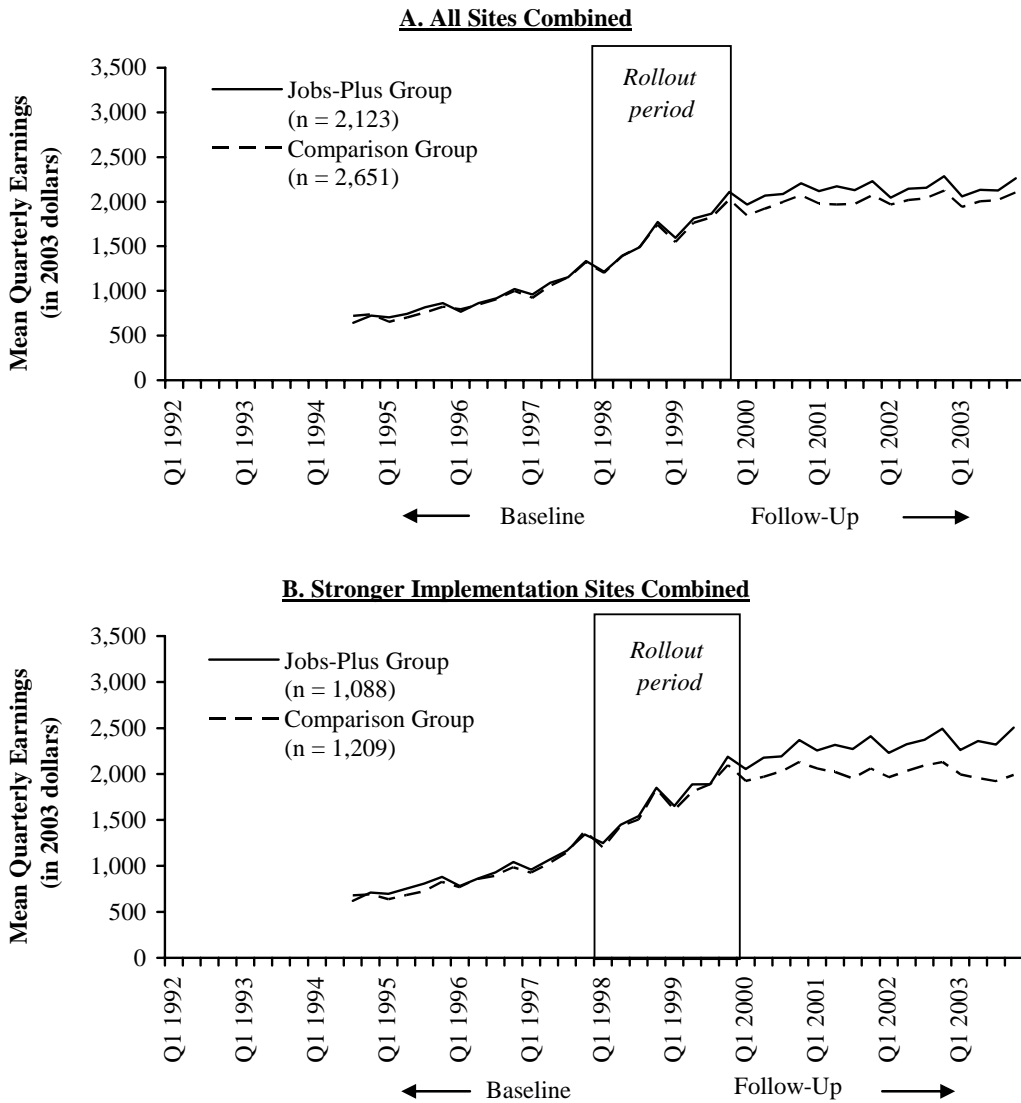 A. All Sites Combined
Mean Quarterly Earnings
(in 2003 dollars)
3,500
3,000
2,500
2,000
1,500
1,000
500
0
Jobs-Plus Group
(n = 2,123)
Comparison Group
(n = 2,651)
Rollout
period
Q1 1992
Q1 1993
Q1 1994
Q1 1995
Q1 1996
Q1 1997
Q1 1998
Q1 1999
Q1 2000
Q1 2001
Q1 2002
Q1 2003
Baseline
Follow-Up
B. Stronger Implementation Sites Combined
Mean Quarterly Earnings
(in 2003 dollars)
3,500
3,000
2,500
2,000
1,500
1,000
500
0
Jobs-Plus Group
(n = 1,088)
Comparison Group
(n = 1,209)
Rollout
period
Q1 1992
Q1 1993
Q1 1994
Q1 1995
Q1 1996
Q1 1997
Q1 1998
Q1 1999
Q1 2000
Q1 2001
Q1 2002
Q1 2003
Baseline
Follow-Up